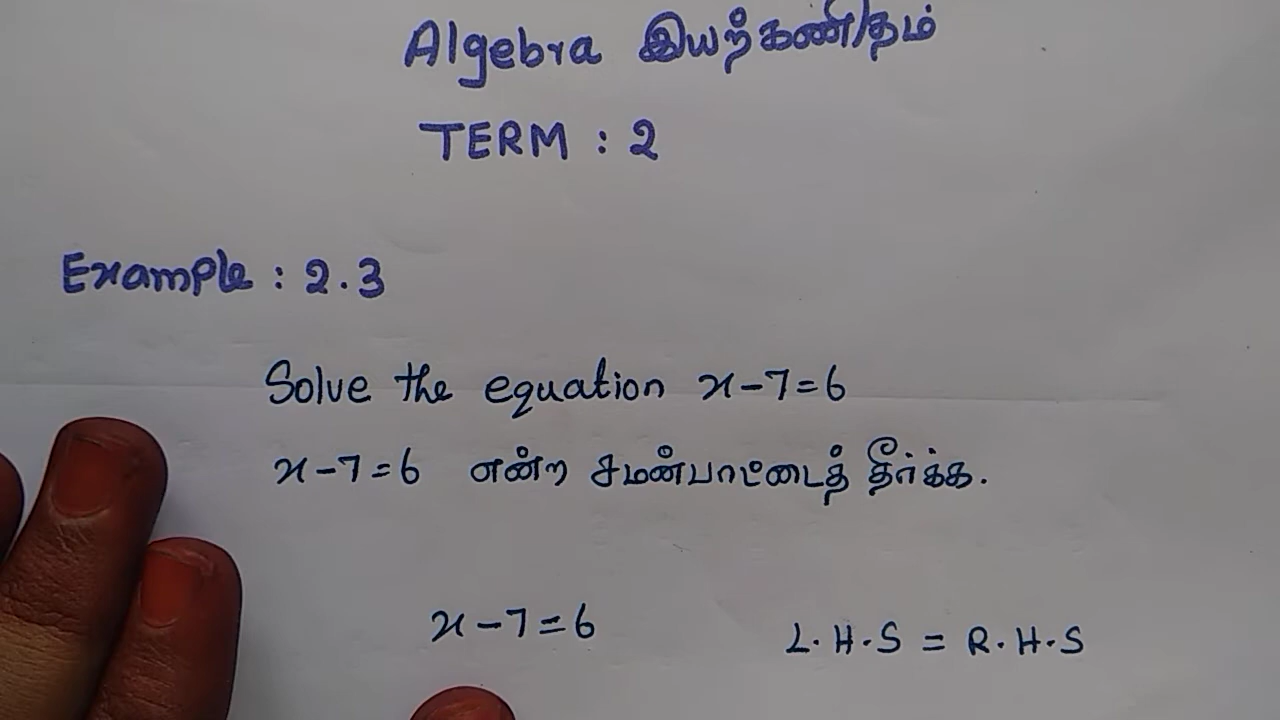 Algebra இயற்கணிதம்
TERM : 2
Example : 2.3
Solve the equation x-7=6
x-7=6 என்ற சமன்பாட்டைத் தீர்க்க.
x-7=6 L.H.S = R.H.S